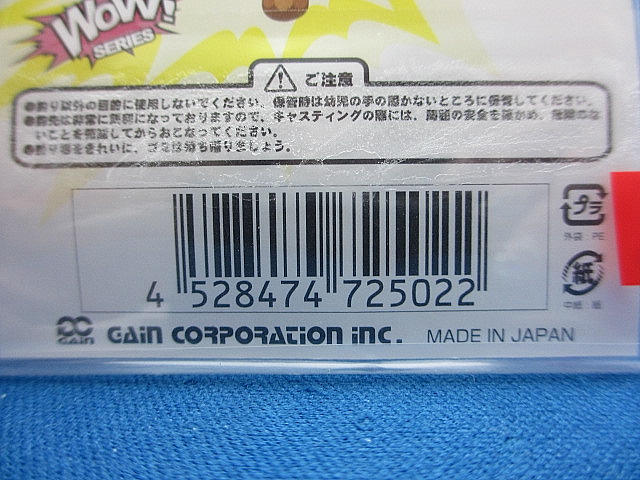 WOW!
SERIES
ご注意
●釣り以外の目的に使用しないでください。保管時は幼児の手の届かないところに保管してください。
●釣先は非常に鋭利になっておりますので、キャスティングの際には、周囲の安全を確かめ、危険のな
いことを確認してからおこなってください。
●釣り場をきれいに、ゴミは持ち帰りましょう。
プラ
外袋：PE
紙
中紙：紙
4 528474 725022
GAIN
GAIN CORPORATION INC.
MADE IN JAPAN